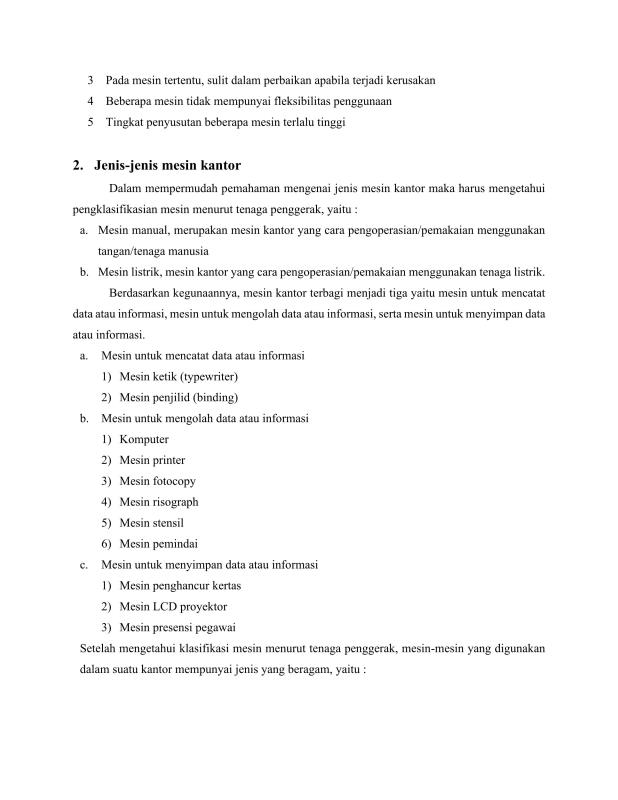 3 Pada mesin tertentu, sulit dalam perbaikan apabila terjadi kerusakan
4 Beberapa mesin tidak mempunyai fleksibilitas penggunaan
5 Tingkat penyusutan beberapa mesin terlalu tinggi
2. Jenis-jenis mesin kantor
Dalam mempermudah pemahaman mengenai jenis mesin kantor maka harus mengetahui
pengklasifikasian mesin menurut tenaga penggerak, yaitu :
a. Mesin manual, merupakan mesin kantor yang cara pengoperasian/pemakaian menggunakan
tangan/tenaga manusia
b. Mesin listrik, mesin kantor yang cara pengoperasian/pemakaian menggunakan tenaga listrik.
Berdasarkan kegunaannya, mesin kantor terbagi menjadi tiga yaitu mesin untuk mencatat
data atau informasi, mesin untuk mengolah data atau informasi, serta mesin untuk menyimpan data
atau informasi.
a. Mesin untuk mencatat data atau informasi
1) Mesin ketik (typewriter)
2) Mesin penjilid (binding)
b. Mesin untuk mengolah data atau informasi
1) Komputer
2) Mesin printer
3) Mesin fotocopy
4) Mesin risograph
5) Mesin stensil
6) Mesin pemindai
c. Mesin untuk menyimpan data atau informasi
1) Mesin penghancur kertas
2) Mesin LCD proyektor
3) Mesin presensi pegawai
Setelah mengetahui klasifikasi mesin menurut tenaga penggerak, mesin-mesin yang digunakan
dalam suatu kantor mempunyai jenis yang beragam, yaitu :